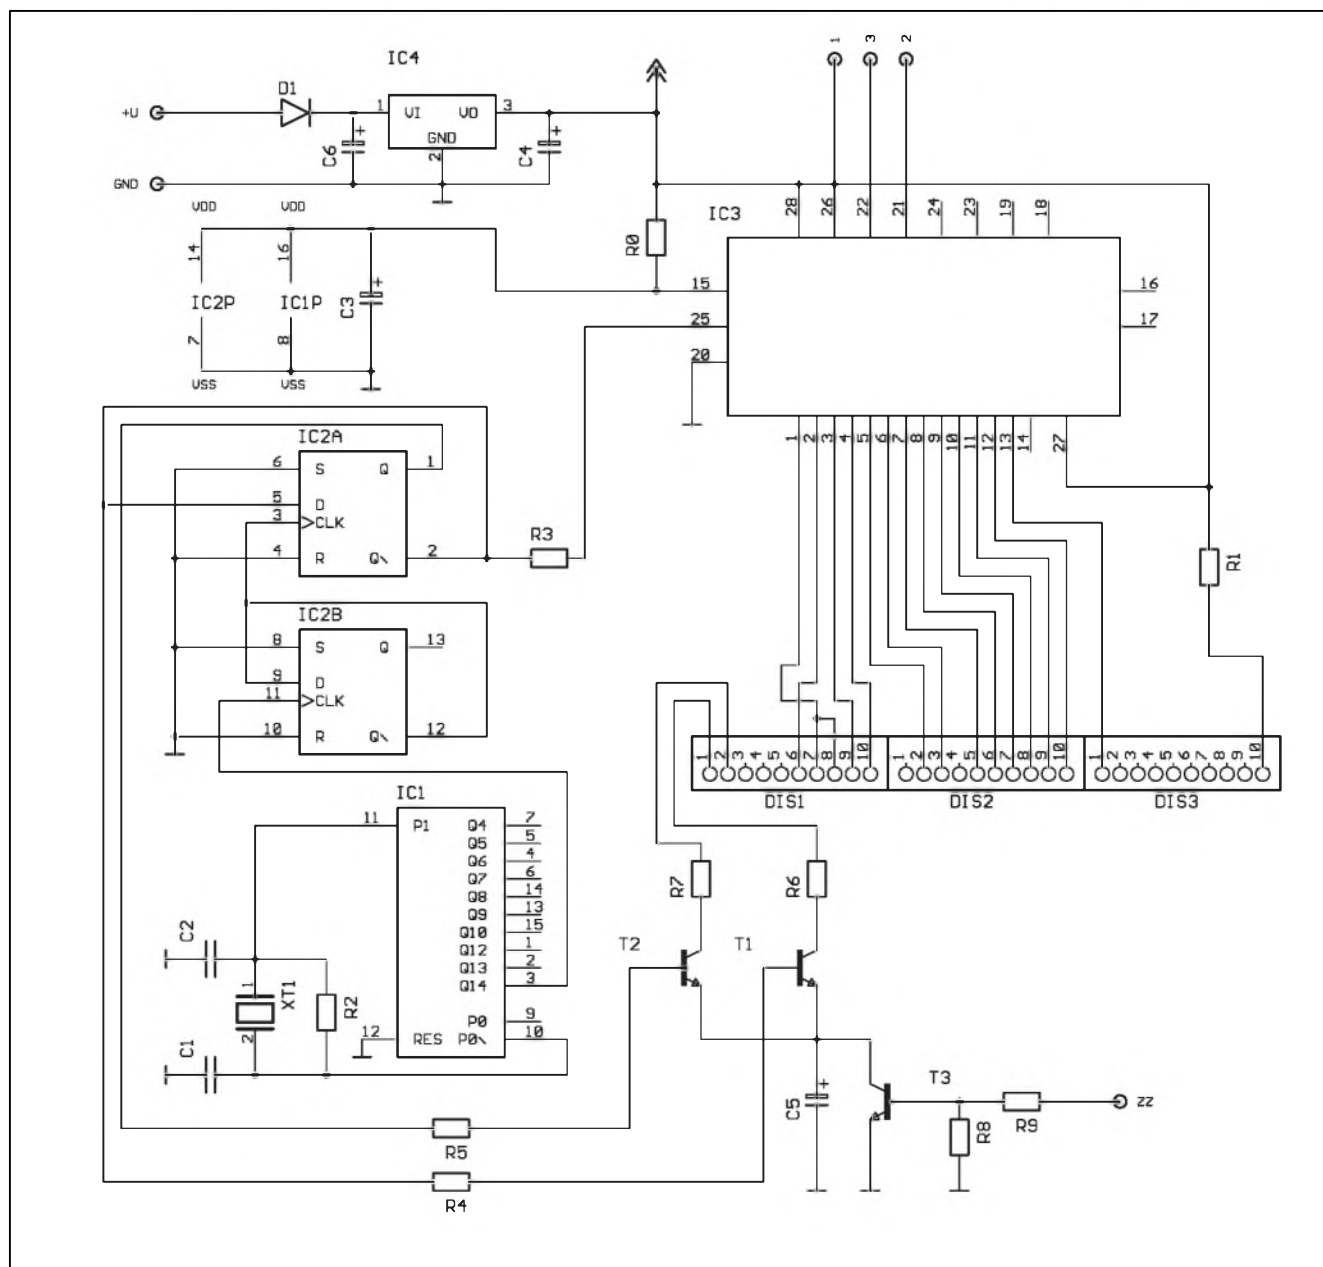 1 3 2
IC4
D1
+U 1 VI VO 3
GND
C6 2 C4
GND
VDD VDD
28 26 22 21 24 23 19 18
IC3
14 16 R0
15 16
IC2P IC1P C3
25 17
7 8
20
VSS VSS
1 2 3 4 5 6 7 8 9 10 11 12 13 14 27
IC2A
6 S Q 1
5 D
3 CLK
R3
4 R Q\ 2
R1
IC2B
8 S Q 13
9 D
11 CLK
10 R Q\ 12
1 2 3 4 5 6 7 8 9 10 1 2 3 4 5 6 7 8 9 10 1 2 3 4 5 6 7 8 9 10
DIS1 DIS2 DIS3
IC1
11 P1 Q4 7
Q5 5
Q6 4
Q7 6
Q8 14
Q9 13
Q10 15
Q12 1
Q13 2
Q14 3
P0 9
12 RES P0\ 10
R7 R6
C2 T2 T1
1
XT1 R2
2
C1
T3
C5 + zz
R8 R9
R5
R4